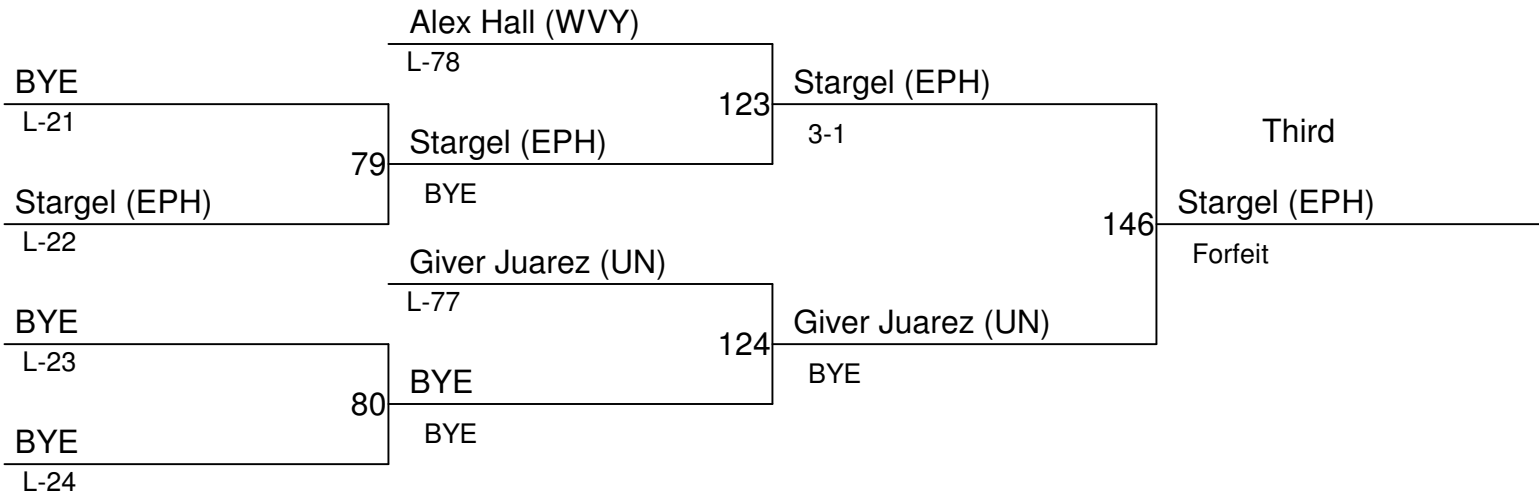 Alex Hall (WVY)
L-78
BYE
L-21
123
Stargel (EPH)
3-1
Third
79
Stargel (EPH)
BYE
Stargel (EPH)
L-22
146
Stargel (EPH)
Forfeit
Giver Juarez (UN)
L-77
BYE
L-23
124
Giver Juarez (UN)
BYE
80
BYE
BYE
BYE
L-24